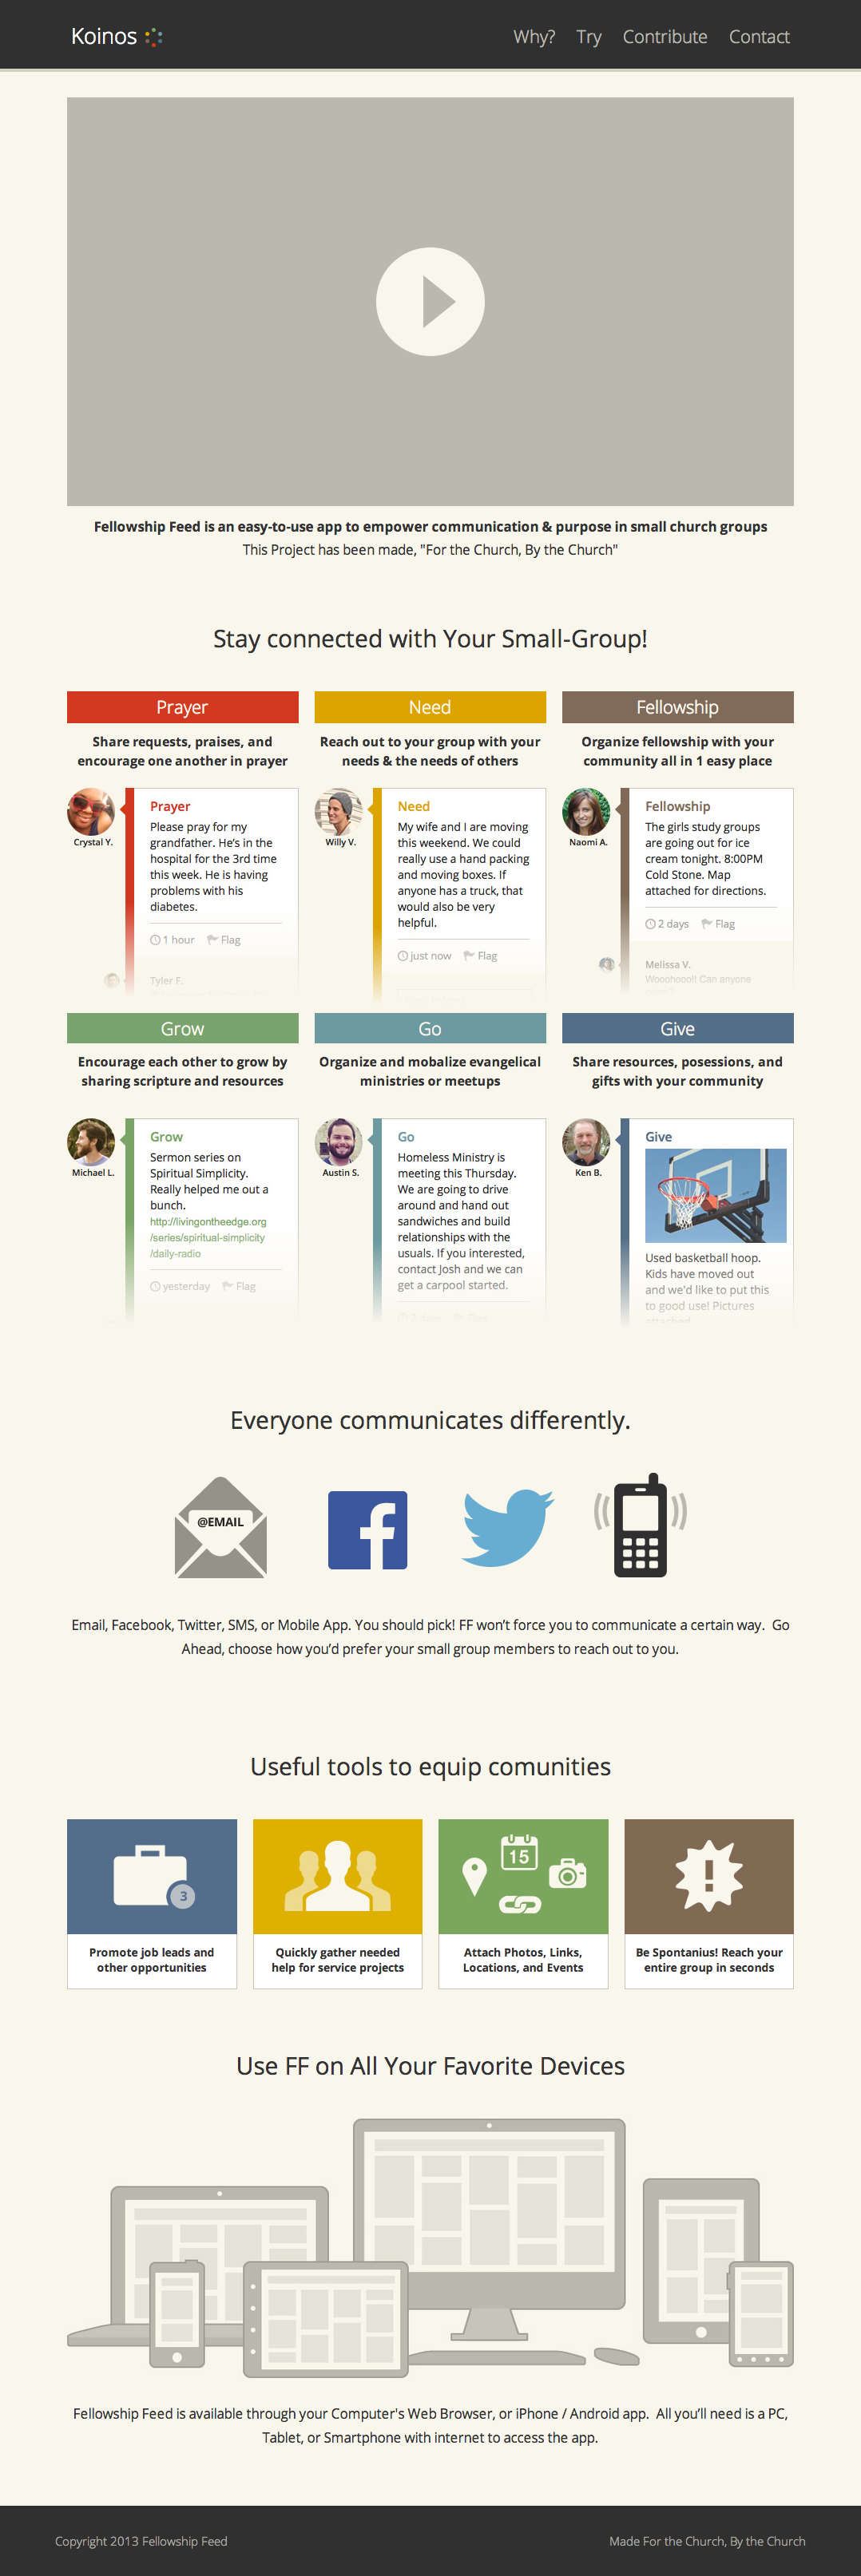 Koinos
Why? Try Contribute Contact
Fellowship Feed is an easy-to-use app to empower communication & purpose in small church groups
This Project has been made, "For the Church, By the Church"
Stay connected with Your Small-Group!
Prayer
Share requests, praises, and
encourage one another in prayer
Crystal Y.
Prayer
Please pray for my
grandfather. He's in the
hospital for the 3rd time
this week. He is having
problems with his
diabetes.
1 hour Flag
Tyler F.
Need
Reach out to your group with your
needs & the needs of others
Willy V.
Need
My wife and I are moving
this weekend. We could
really use a hand packing
and moving boxes. If
anyone has a truck, that
would also be very
helpful.
just now Flag
Fellowship
Organize fellowship with your
community all in 1 easy place
Naomi A.
Fellowship
The girls study groups
are going out for ice
cream tonight. 8:00PM
Cold Stone. Map
attached for directions.
2 days Flag
Melissa V.
Wooohooo!! Can anyone
Grow
Encourage each other to grow by
sharing scripture and resources
Michael L.
Grow
Sermon series on
Spiritual Simplicity.
Really helped me out a
bunch.
http://livingontheedge.org
/series/spiritual-simplicity
/daily-radio
yesterday Flag
Go
Organize and mobalize evangelical
ministries or meetups
Austin S.
Go
Homeless Ministry is
meeting this Thursday.
We are going to drive
around and hand out
sandwiches and build
relationships with the
usuals. If you interested,
contact Josh and we can
get a carpool started.
Give
Share resources, posessions, and
gifts with your community
Ken B.
Give
Used basketball hoop.
Kids have moved out
and we'd like to put this
to good use! Pictures
attached
Everyone communicates differently.
@EMAIL
Email, Facebook, Twitter, SMS, or Mobile App. You should pick! FF won't force you to communicate a certain way. Go
Ahead, choose how you'd prefer your small group members to reach out to you.
Useful tools to equip comunities
3
Promote job leads and
other opportunities
Quickly gather needed
help for service projects
15
Attach Photos, Links,
Locations, and Events
!
Be Spontanius! Reach your
entire group in seconds
Use FF on All Your Favorite Devices
Fellowship Feed is available through your Computer's Web Browser, or iPhone / Android app. All you'll need is a PC,
Tablet, or Smartphone with internet to access the app.
Copyright 2013 Fellowship Feed
Made For the Church, By the Church